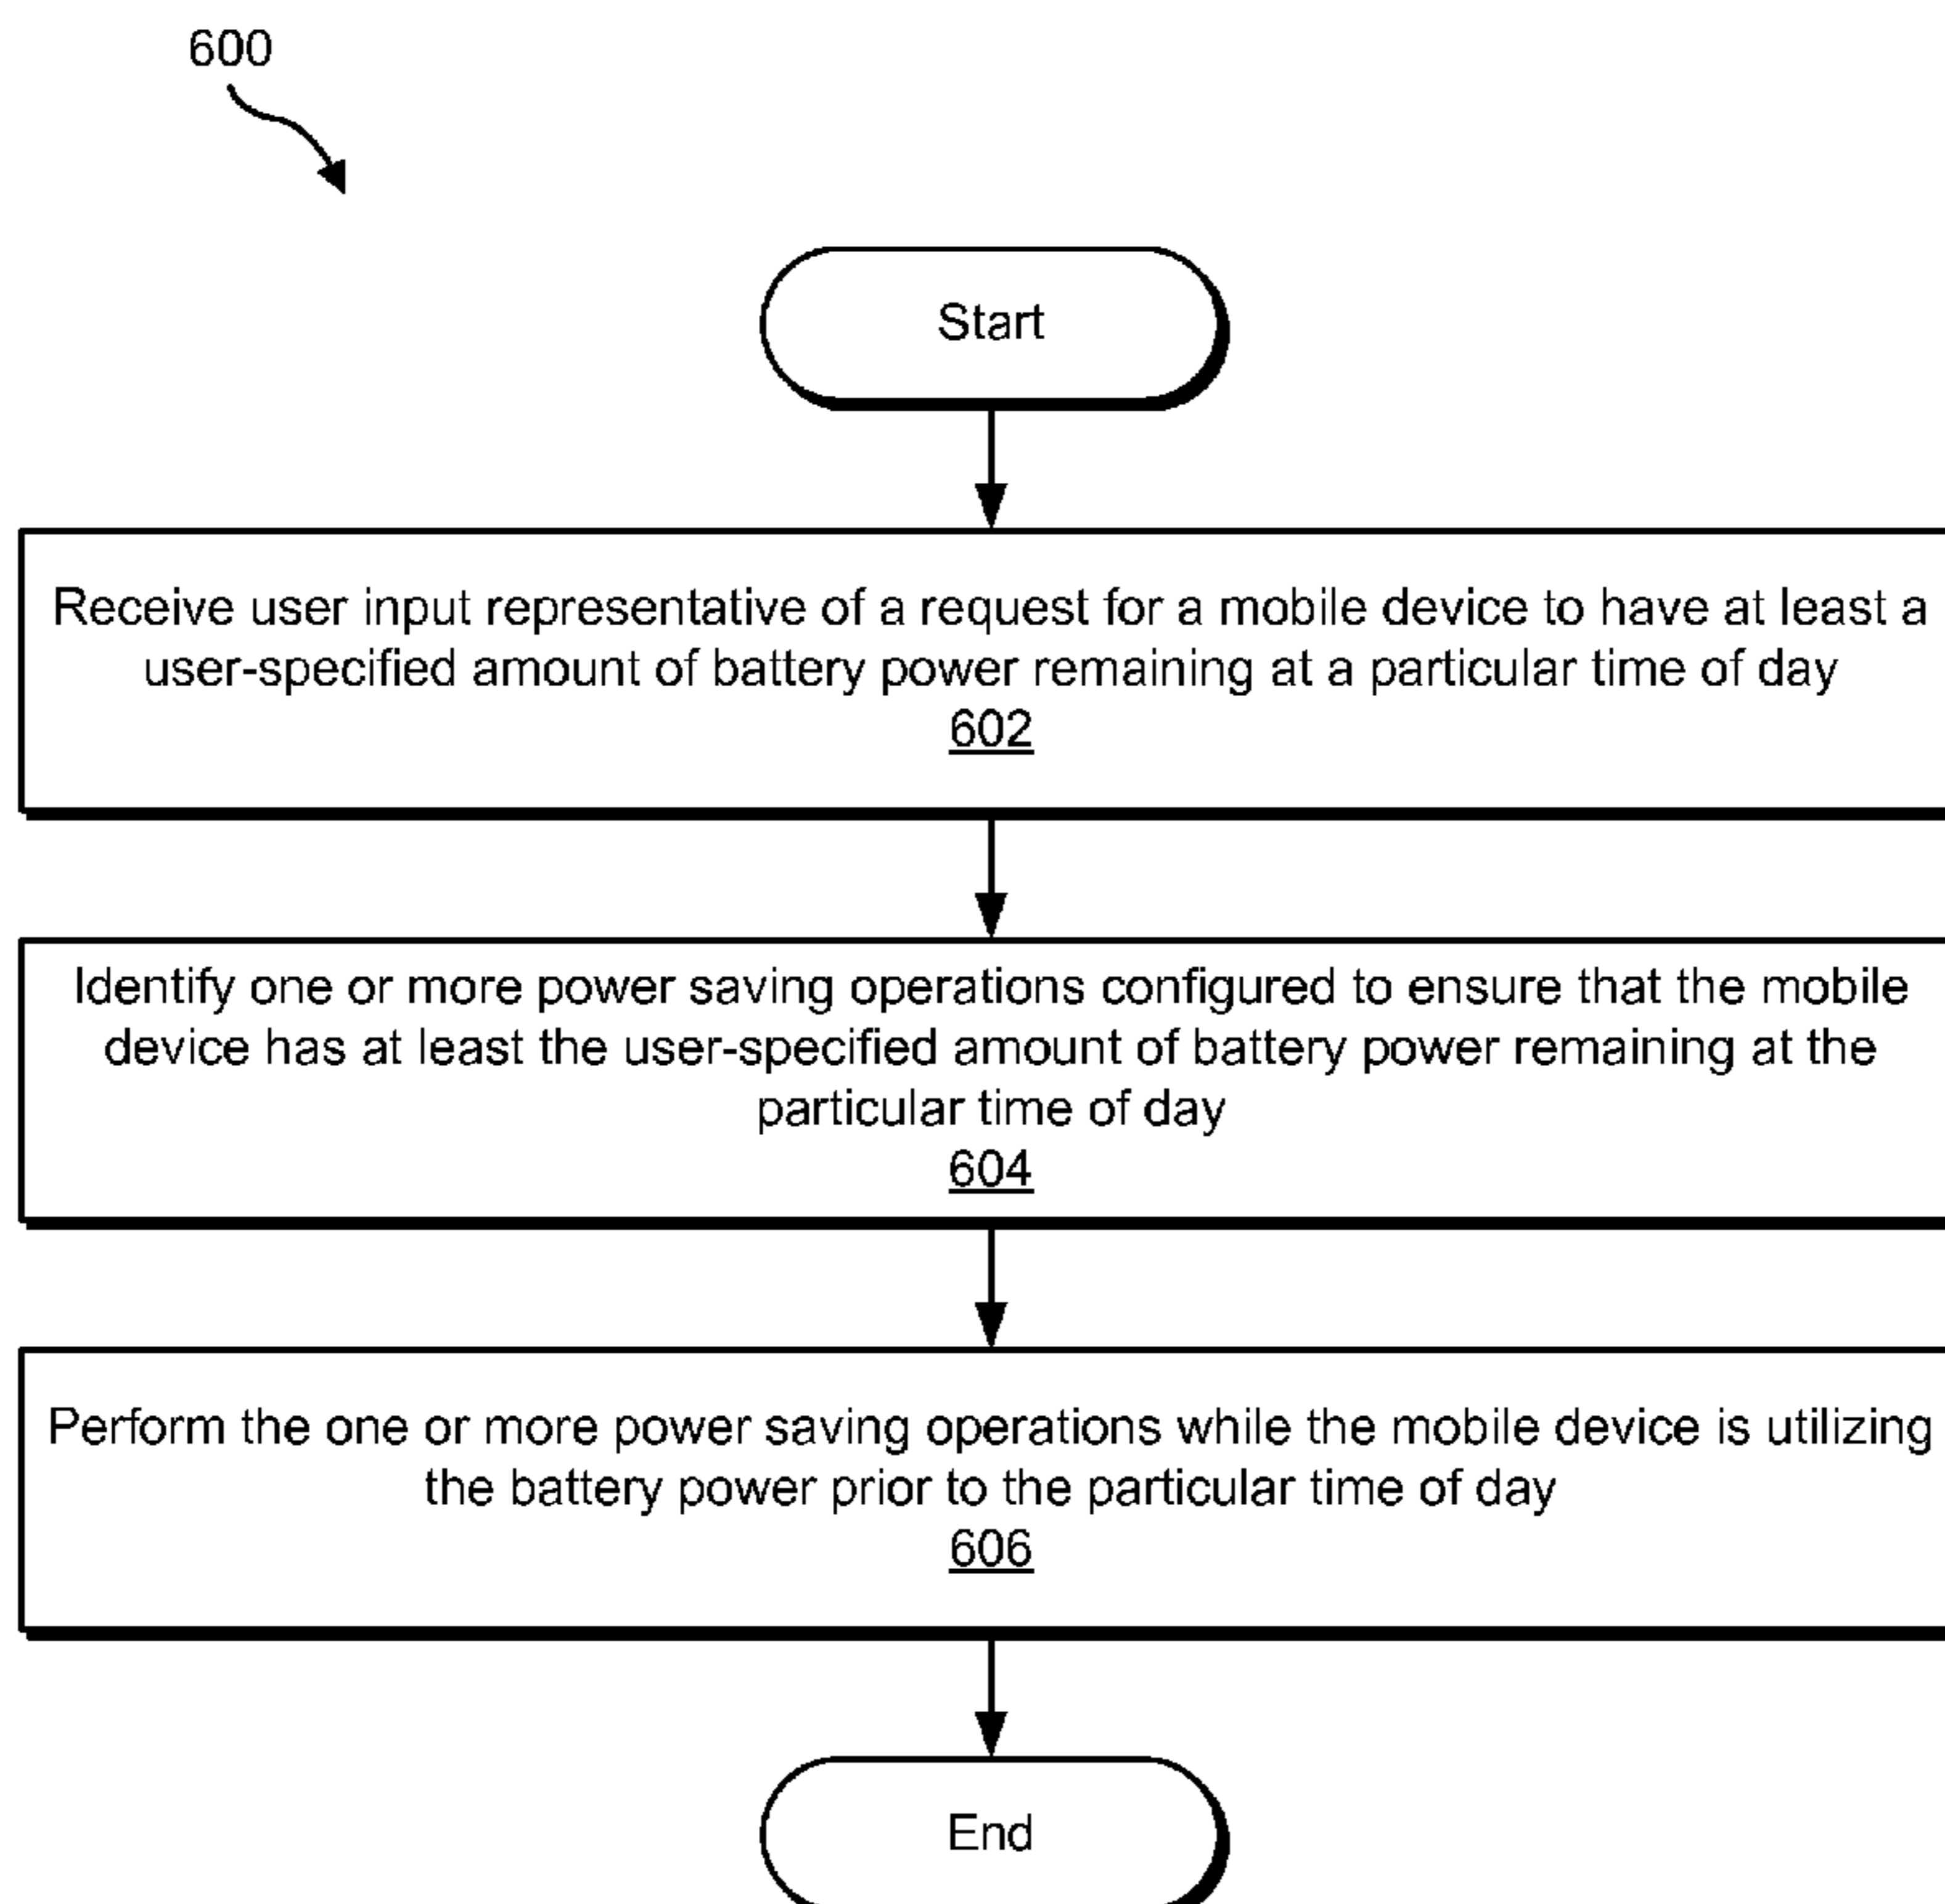 600
Start
Receive user input representative of a request for a mobile device to have at least a
user-specified amount of battery power remaining at a particular time of day
602
Identify one or more power saving operations configured to ensure that the mobile
device has at least the user-specified amount of battery power remaining at the
particular time of day
604
Perform the one or more power saving operations while the mobile device is utilizing
the battery power prior to the particular time of day
606
End